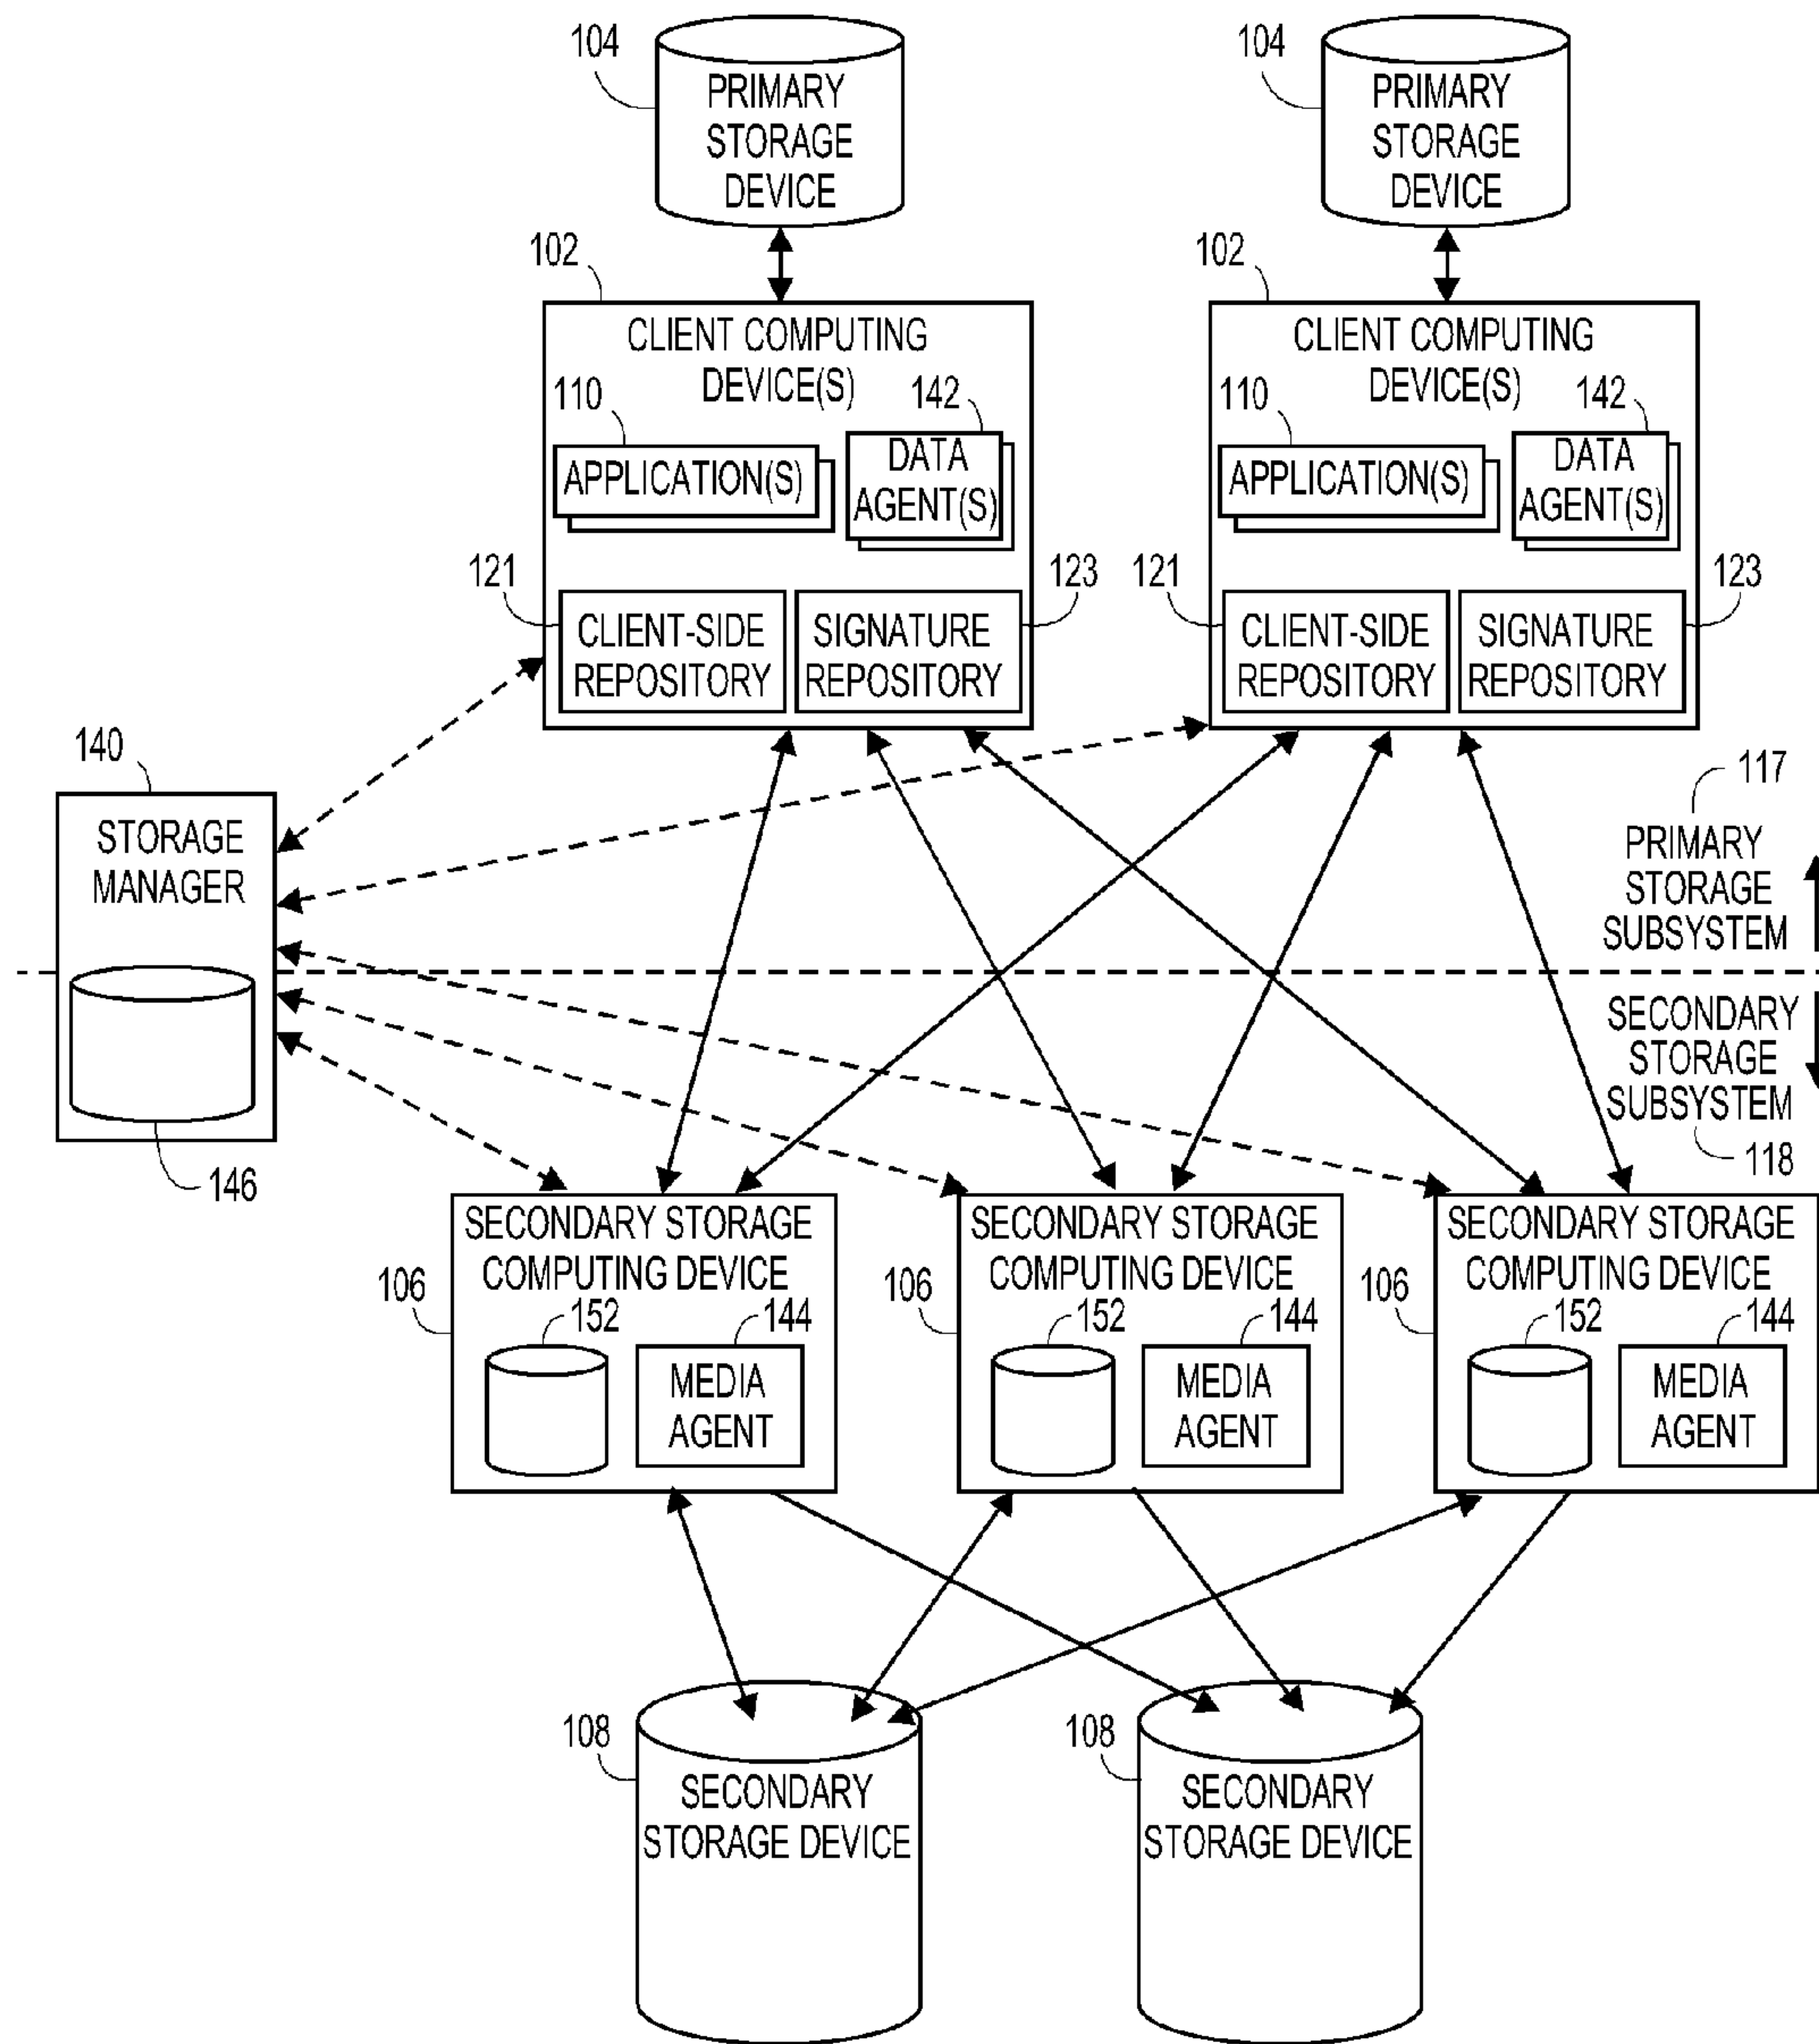 104
PRIMARY
STORAGE
DEVICE
104
PRIMARY
STORAGE
DEVICE
102
CLIENT COMPUTING
DEVICE(S)
110
APPLICATION(S)
142
DATA
AGENT(S)
121
CLIENT-SIDE
REPOSITORY
123
SIGNATURE
REPOSITORY
102
CLIENT COMPUTING
DEVICE(S)
110
APPLICATION(S)
142
DATA
AGENT(S)
121
CLIENT-SIDE
REPOSITORY
123
SIGNATURE
REPOSITORY
140
STORAGE
MANAGER
146
117
PRIMARY
STORAGE
SUBSYSTEM
SECONDARY
STORAGE
SUBSYSTEM
118
106
SECONDARY STORAGE
COMPUTING DEVICE
152
144
MEDIA
AGENT
106
SECONDARY STORAGE
COMPUTING DEVICE
152
144
MEDIA
AGENT
106
SECONDARY STORAGE
COMPUTING DEVICE
152
144
MEDIA
AGENT
108
SECONDARY
STORAGE DEVICE
108
SECONDARY
STORAGE DEVICE